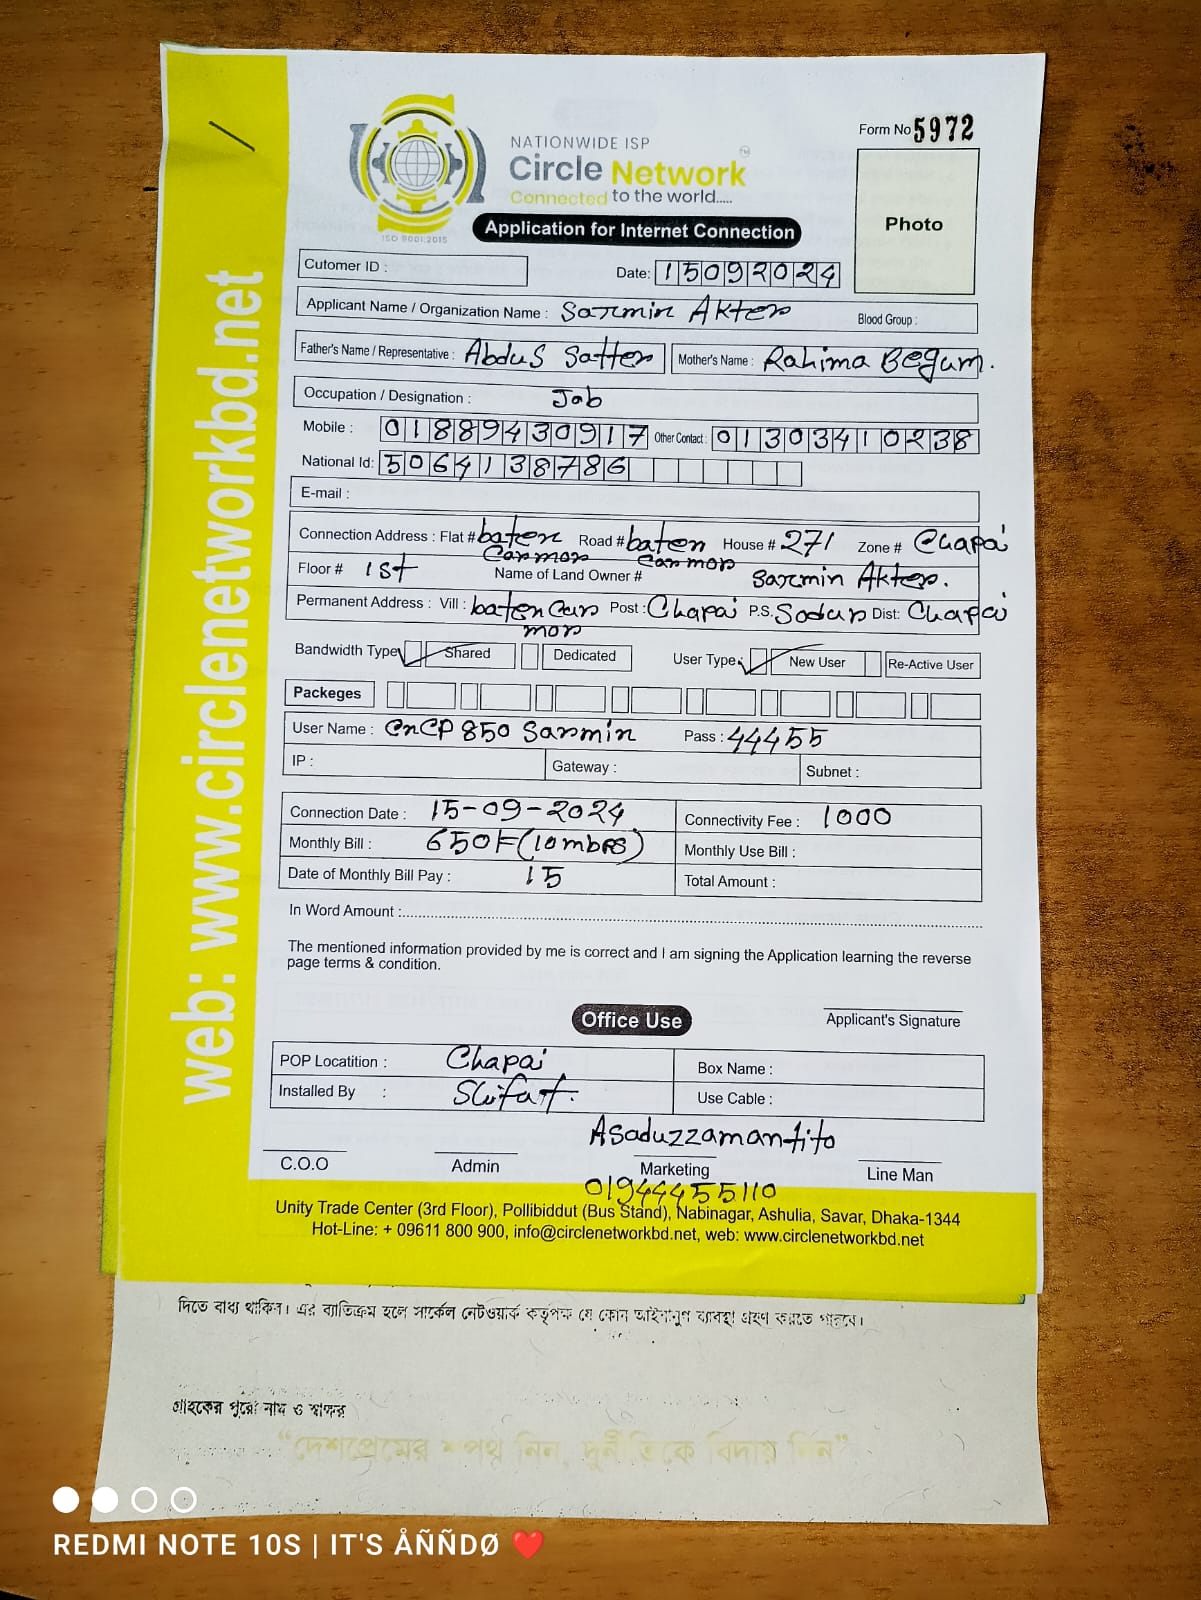 Form No 5972
NATIONWIDE ISP
Circle Network
TM
Connected to the world.....
ISO 9001:2015
Photo
Application for Internet Connection
Cutomer ID :
Date: 15092024
Applicant Name / Organization Name : Sarmin Akter
Blood Group :
Father's Name / Representative : Abdus Satter Mother's Name : Rahima Begum.
Occupation / Designation : Job
Mobile : 01889430917 Other Contact : 01303410238
National Id: 5064138786
E-mail :
Connection Address : Flat # baten Road # baten House # 271 Zone # Chapai
Carmor Carmor
Floor # 1st Name of Land Owner # Sarmin Akter.
Permanent Address : Vill : baten Car Post : Chapai P.S. Sodur Dist: Chapai
mor
Bandwidth Type Shared Dedicated User Type New User Re-Active User
Packeges
User Name : CnCP850 Sarmin Pass : 44455
IP : Gateway : Subnet :
Connection Date : 15-09-2024 Connectivity Fee : 1000
Monthly Bill : 650৳ (10mbps) Monthly Use Bill :
Date of Monthly Bill Pay : 15 Total Amount :
In Word Amount :
The mentioned information provided by me is correct and I am signing the Application learning the reverse
page terms & condition.
Applicant's Signature
Office Use
POP Locatition : Chapai Box Name :
Installed By : Sifat. Use Cable :
Asaduzzamantito
C.O.O Admin Marketing Line Man
01944455110
Unity Trade Center (3rd Floor), Pollibiddut (Bus Stand), Nabinagar, Ashulia, Savar, Dhaka-1344
Hot-Line: + 09611 800 900, info@circlenetworkbd.net, web: www.circlenetworkbd.net
web: www.circlenetworkbd.net
দিতে বাধ্য থাকিব। এর ব্যতিক্রম হলে সার্কেল নেটওয়ার্ক কর্তৃপক্ষ যে কোন আইনানুগ ব্যবস্থা গ্রহণ করতে পারবে।
গ্রাহকের পুরো নাম ও স্বাক্ষর
“দেশপ্রেমের শপথ নিন, দুর্নীতিকে বিদায় দিন”
REDMI NOTE 10S | IT'S ÅÑÑDØ ❤️